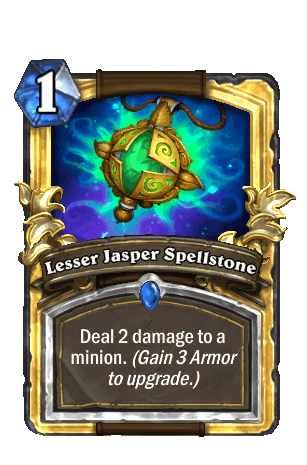 1
Lesser Jasper Spellstone
Deal 2 damage to a
minion. (Gain 3 Armor
to upgrade.)